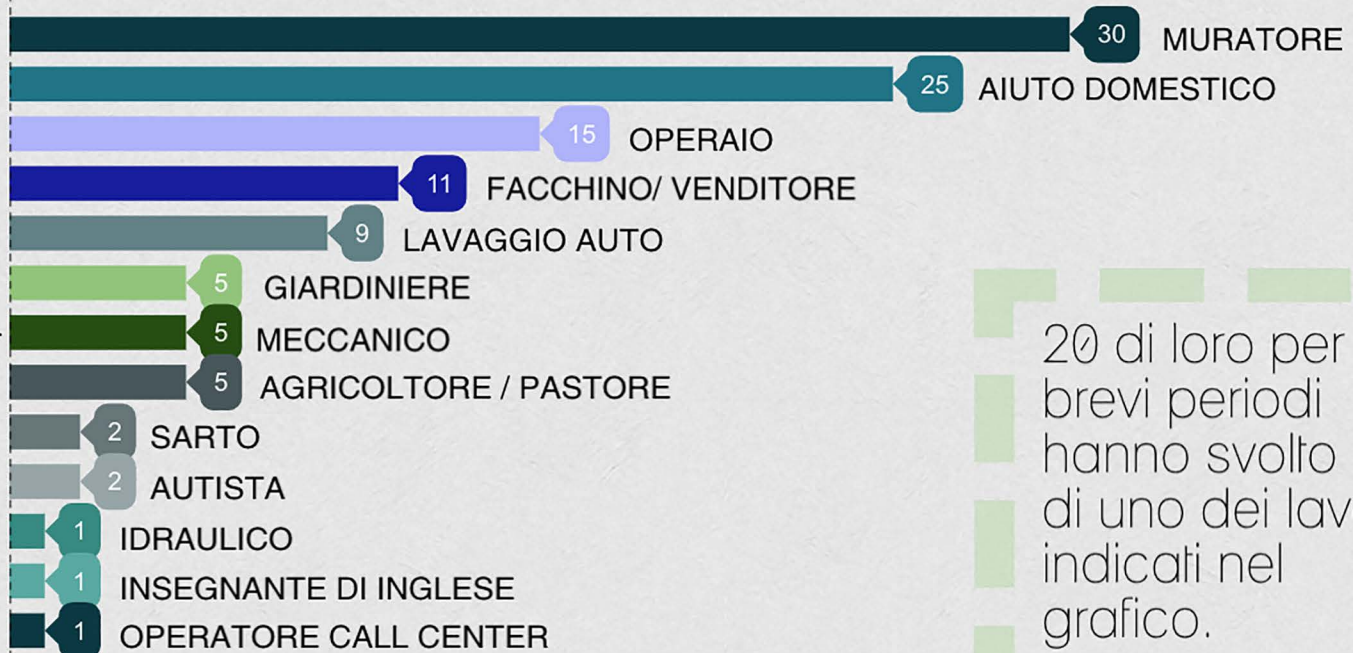 30 MURATORE
25 AIUTO DOMESTICO
15 OPERAIO
11 FACCHINO/ VENDITORE
9 LAVAGGIO AUTO
5 GIARDINIERE
5 MECCANICO
5 AGRICOLTORE / PASTORE
2 SARTO
2 AUTISTA
1 IDRAULICO
1 INSEGNANTE DI INGLESE
1 OPERATORE CALL CENTER
20 di loro per
brevi periodi
hanno svolto
di uno dei lav
indicati nel
grafico.